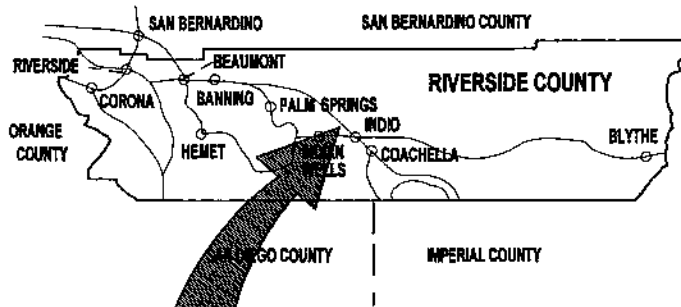 SAN BERNARDINO
SAN BERNARDINO COUNTY
RIVERSIDE
BEAUMONT
RIVERSIDE COUNTY
CORONA
BANNING
PALM SPRINGS
ORANGE
COUNTY
INDIO
BLYTHE
HEMET
COACHELLA
WELLS
DIEGO COUNTY
IMPERIAL COUNTY